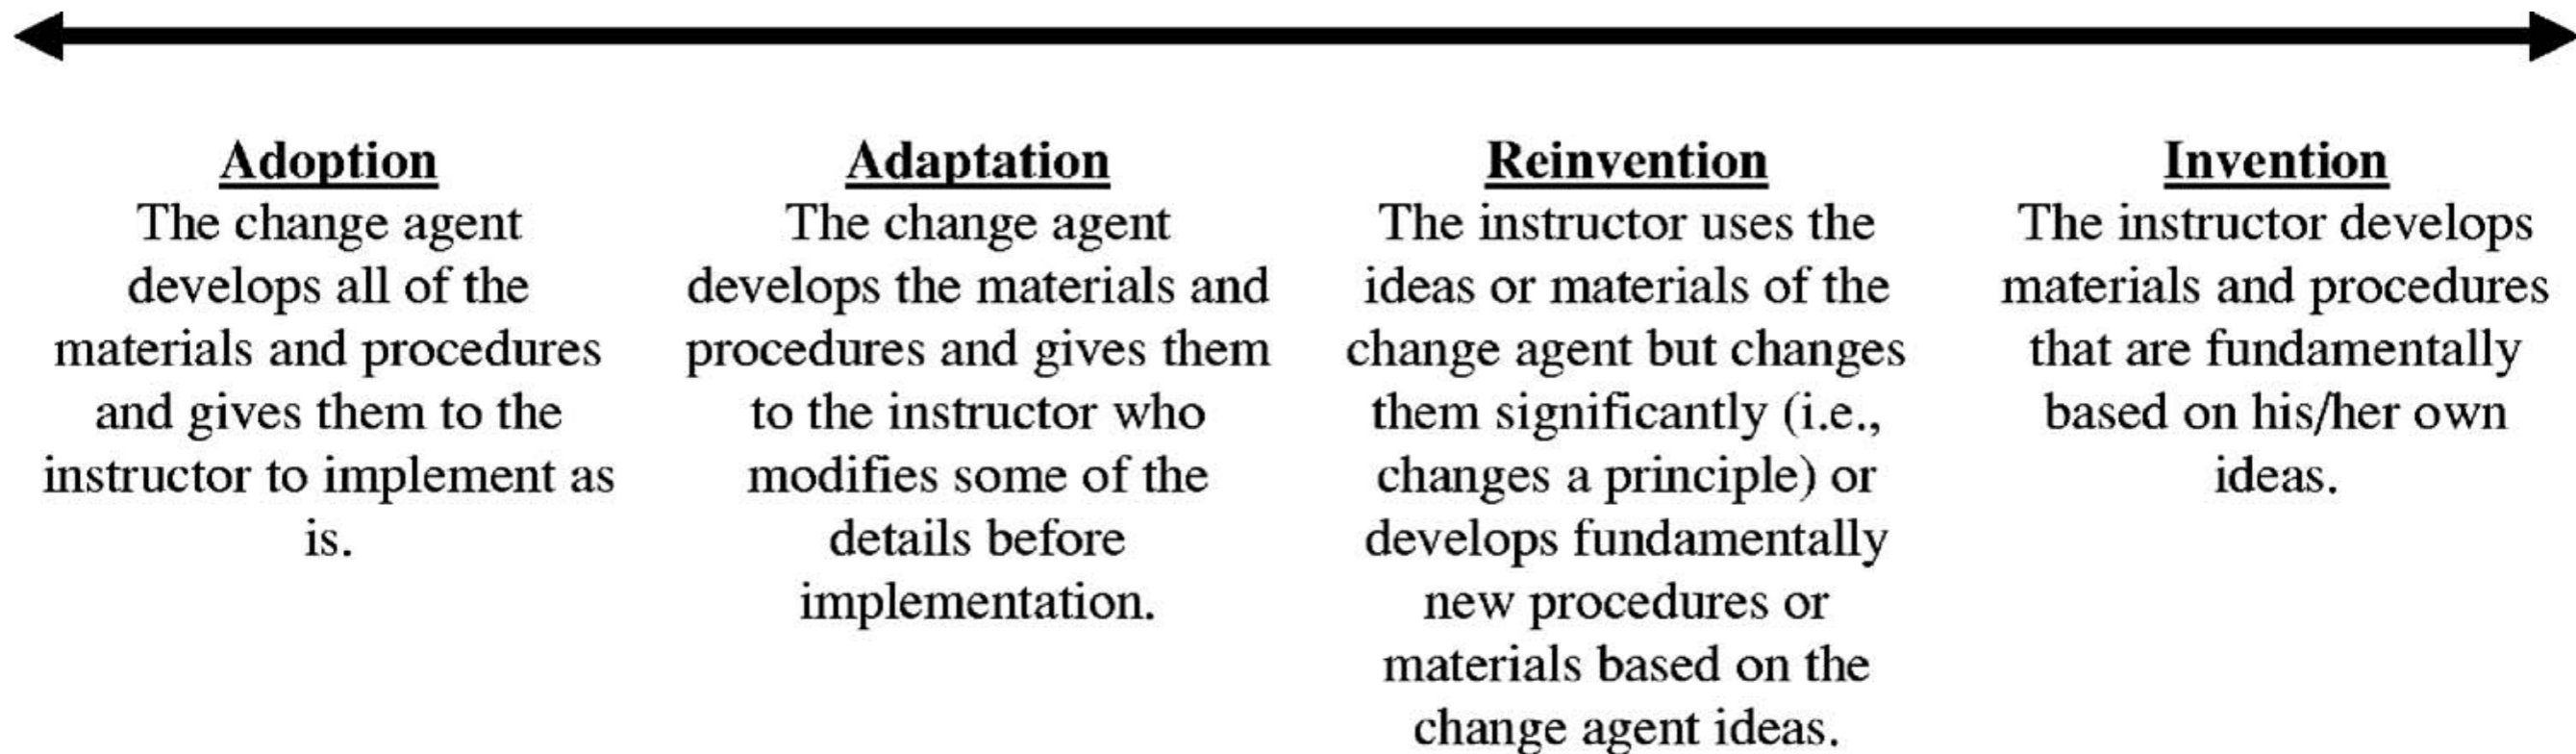 Adoption
The change agent
develops all of the
materials and procedures
and gives them to the
instructor to implement as
is.
Adaptation
The change agent
develops the materials and
procedures and gives them
to the instructor who
modifies some of the
details before
implementation.
Reinvention
The instructor uses the
ideas or materials of the
change agent but changes
them significantly (i.e.,
changes a principle) or
develops fundamentally
new procedures or
materials based on the
change agent ideas.
Invention
The instructor develops
materials and procedures
that are fundamentally
based on his/her own
ideas.